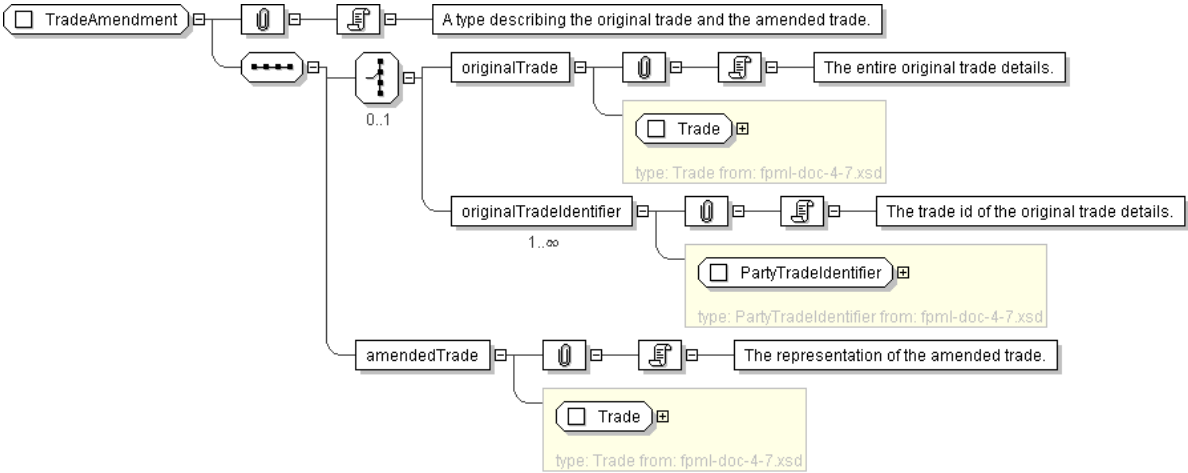 TradeAmendment
A type describing the original trade and the amended trade.
0..1
originalTrade
The entire original trade details.
Trade
type: Trade from: fpml-doc-4-7.xsd
originalTradeIdentifier
The trade id of the original trade details.
1..∞
PartyTradeIdentifier
type: PartyTradeIdentifier from: fpml-doc-4-7.xsd
amendedTrade
The representation of the amended trade.
Trade
type: Trade from: fpml-doc-4-7.xsd